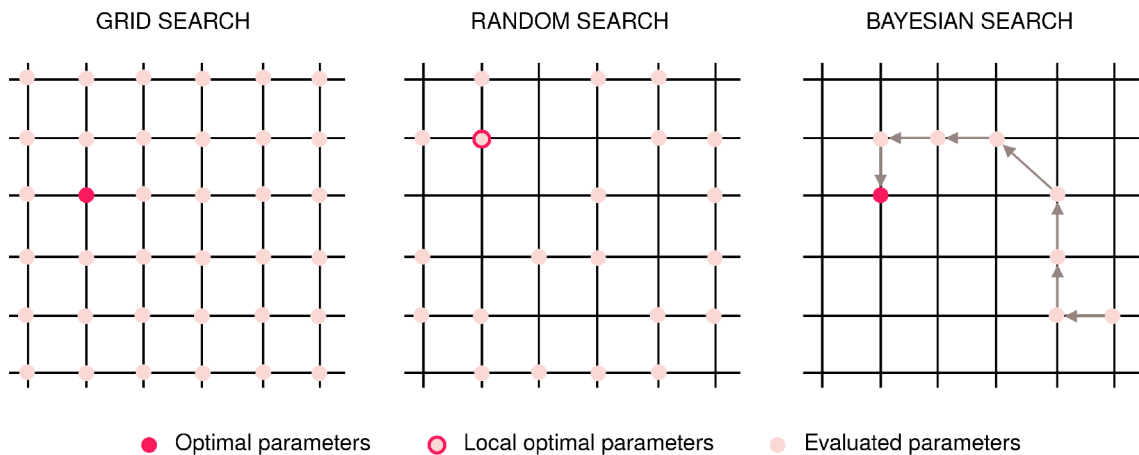 GRID SEARCH
RANDOM SEARCH
BAYESIAN SEARCH
Optimal parameters
Local optimal parameters
Evaluated parameters